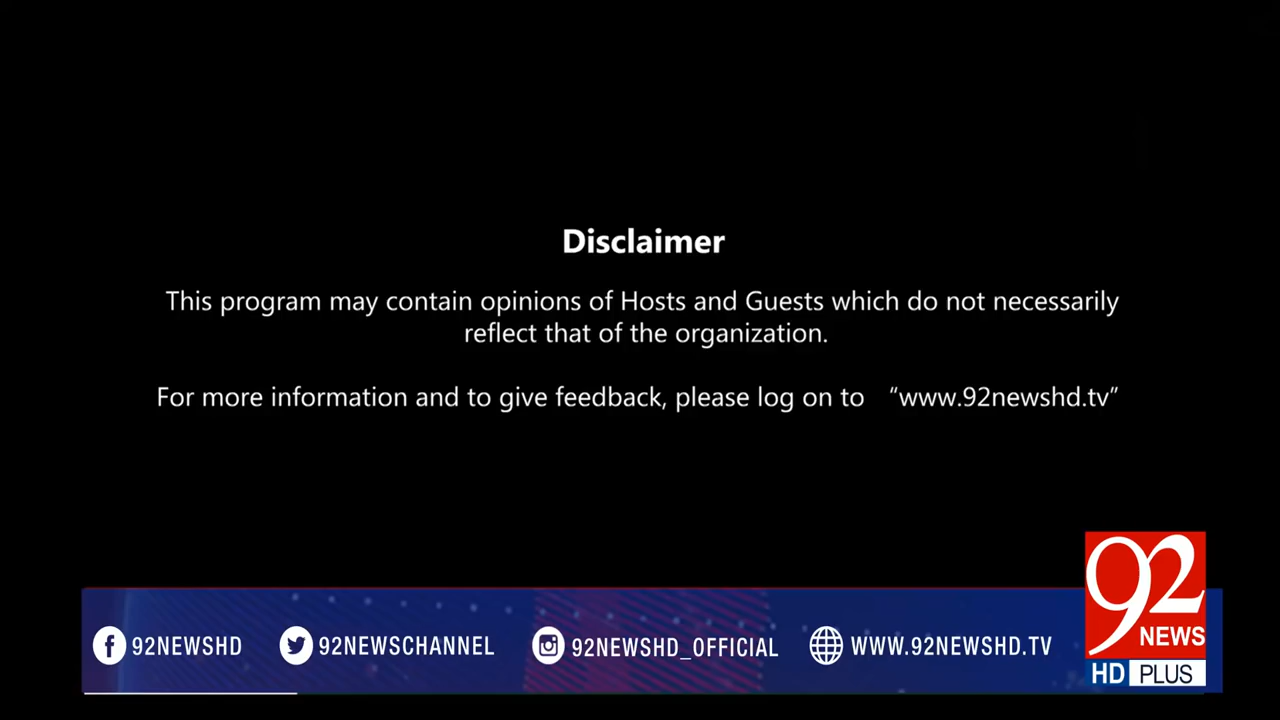 Disclaimer
This program may contain opinions of Hosts and Guests which do not necessarily
reflect that of the organization.
For more information and to give feedback, please log on to “www.92newshd.tv”
92NEWSHD 92NEWSCHANNEL 92NEWSHD_OFFICIAL WWW.92NEWSHD.TV
92
NEWS
HD PLUS